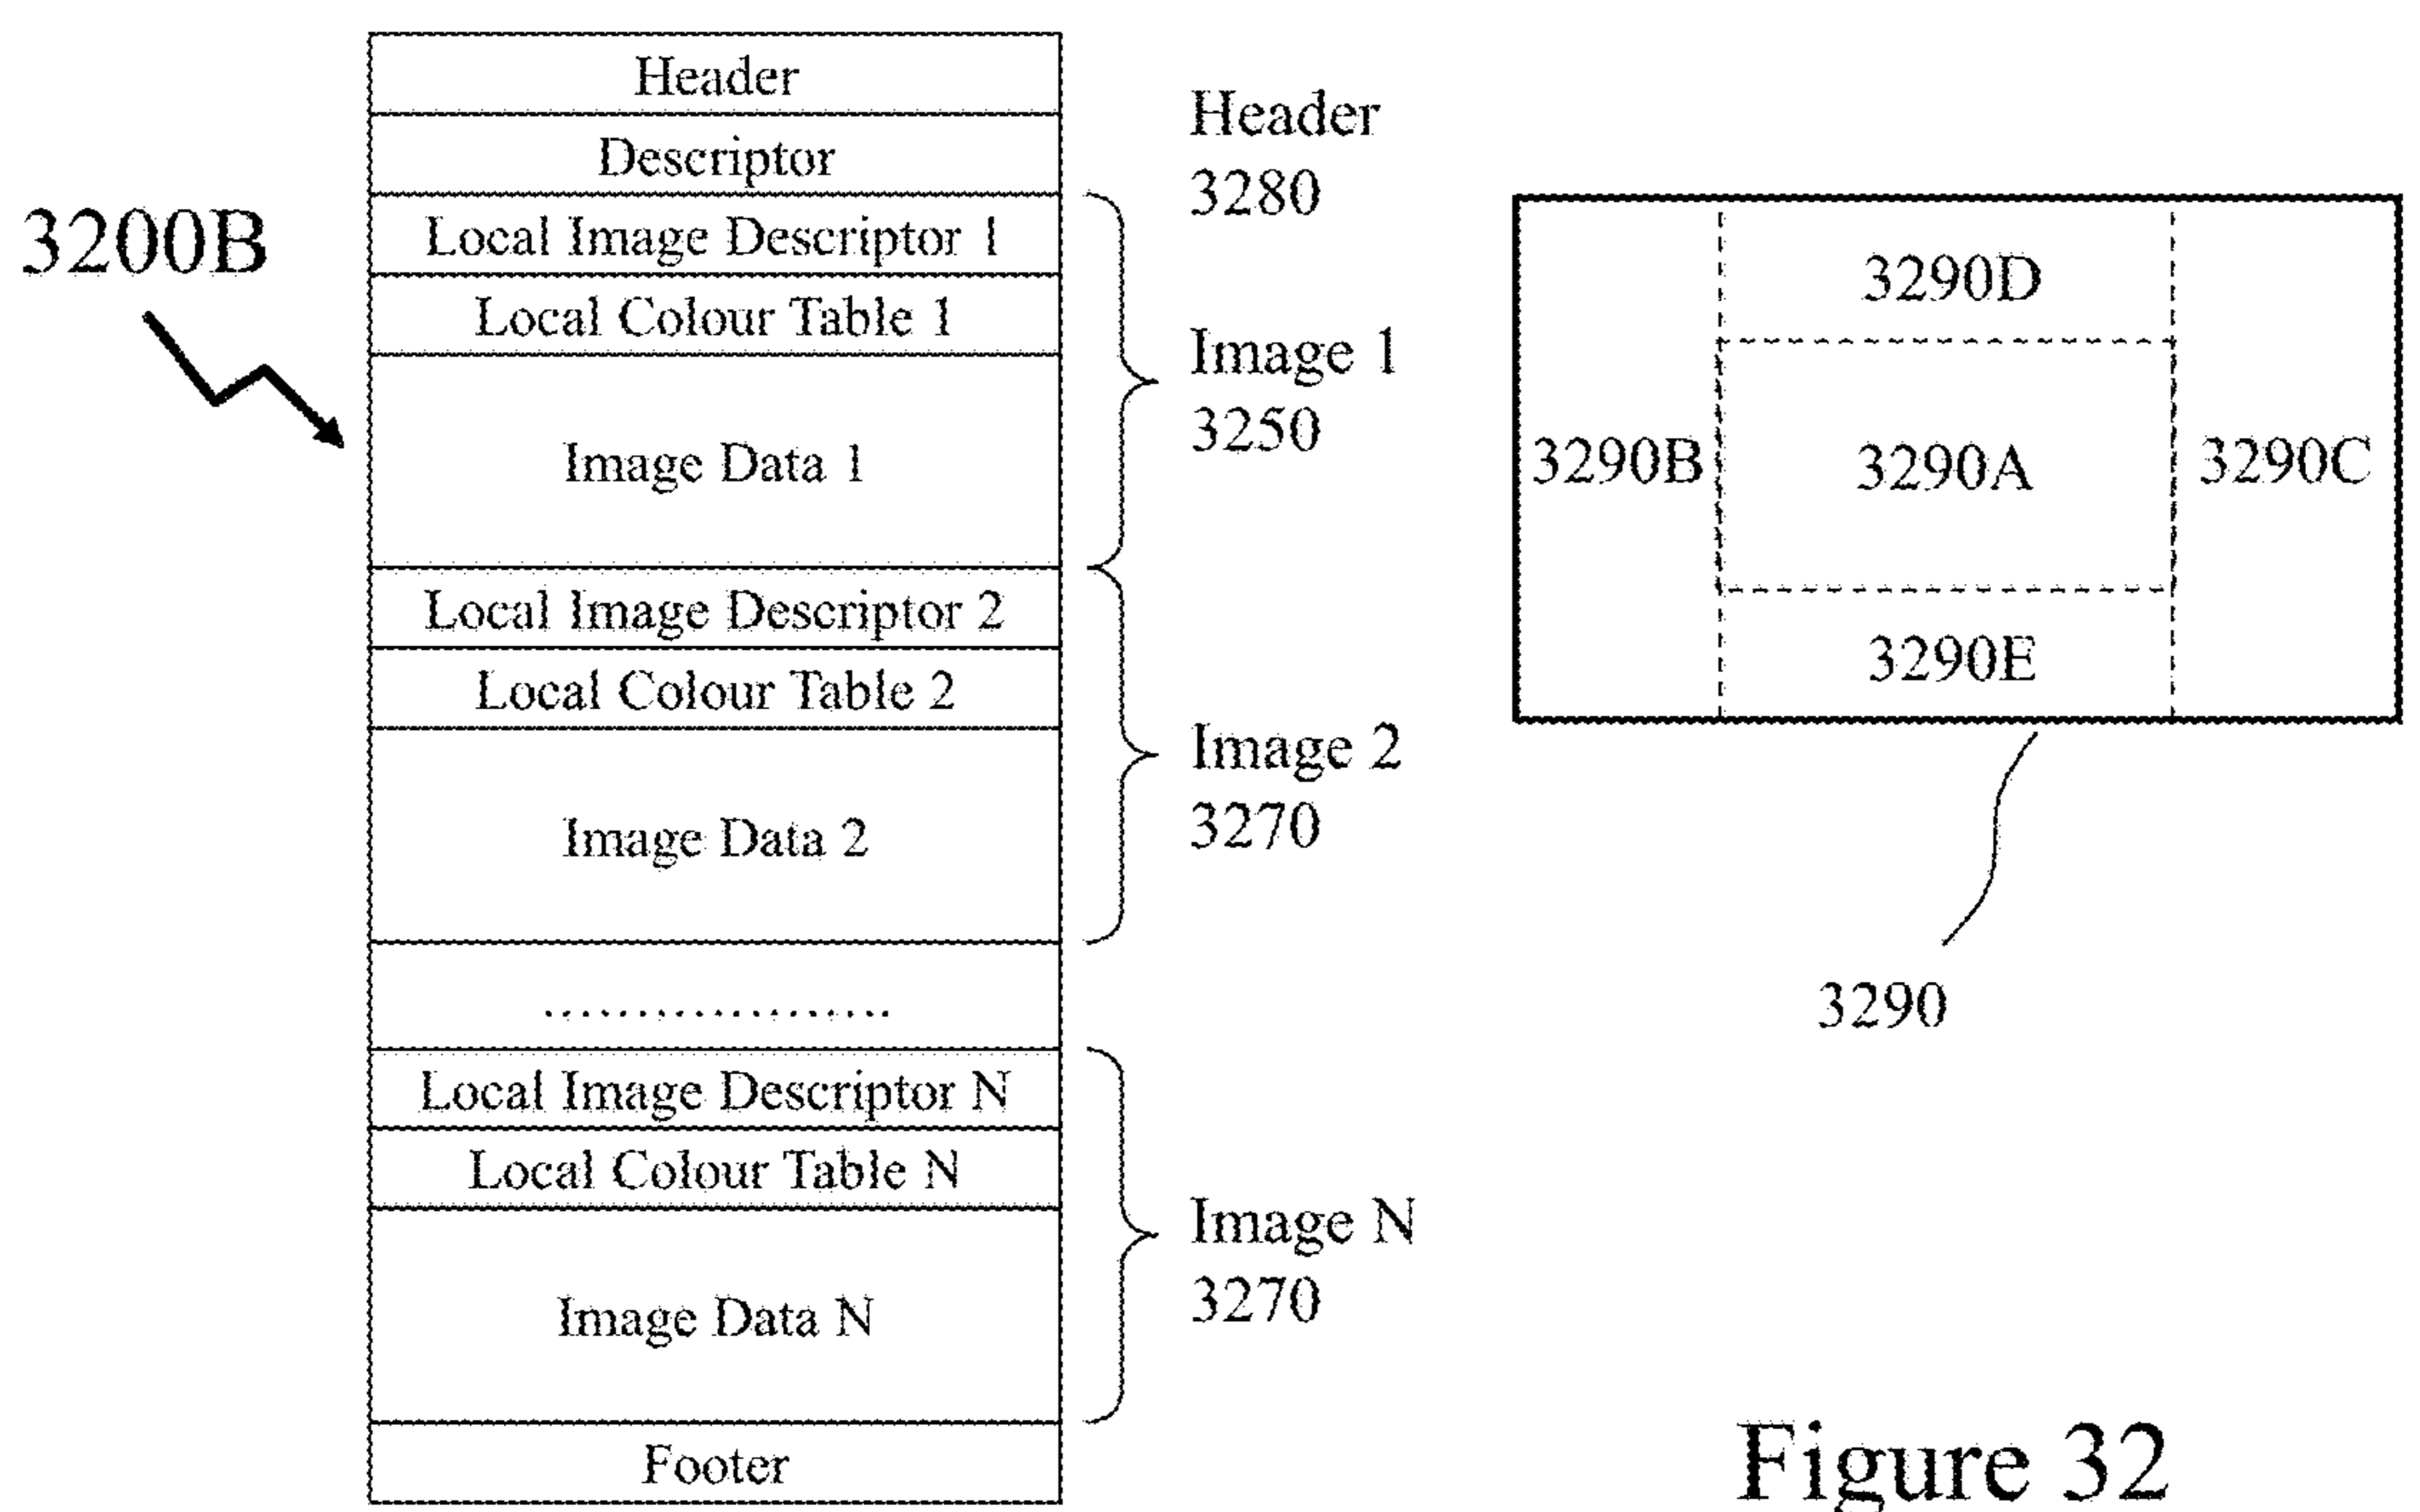 3200B
Header
Descriptor
Local Image Descriptor 1
Local Colour Table 1
Image Data 1
Local Image Descriptor 2
Local Colour Table 2
Image Data 2
...................
Local Image Descriptor N
Local Colour Table N
Image Data N
Footer
Header
3280
Image 1
3250
Image 2
3270
Image N
3270
3290D
3290B
3290A
3290C
3290E
3290
Figure 32